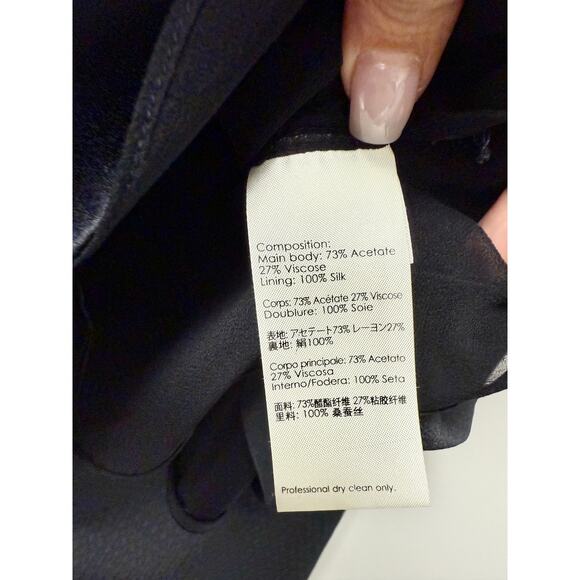 Composition:
Main body: 73% Acetate
27% Viscose
Lining: 100% Silk
Corps: 73% Acétate 27% Viscose
Doublure: 100% Soie
表地: アセテート73% レーヨン27%
裏地: 絹100%
Corpo principale: 73% Acetato
27% Viscosa
Interno/Fodera: 100% Seta
面料: 73%醋酯纤维 27%粘胶纤维
里料: 100% 桑蚕丝
Professional dry clean only.